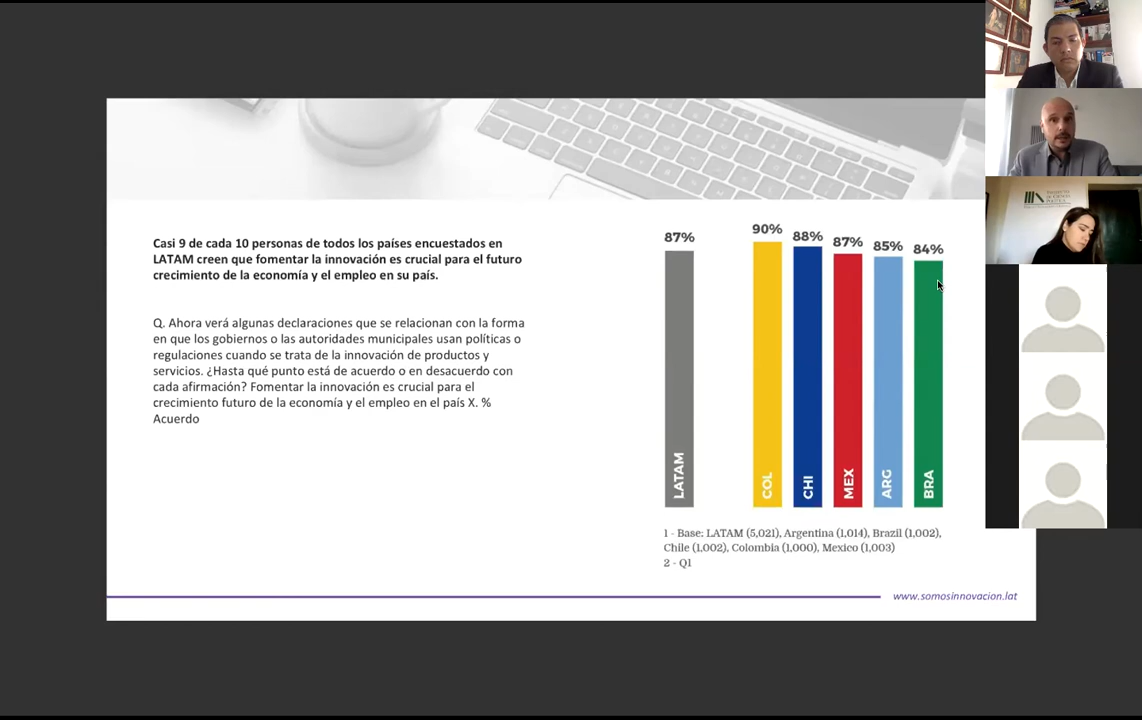 Casi 9 de cada 10 personas de todos los países encuestados en
LATAM creen que fomentar la innovación es crucial para el futuro
crecimiento de la economía y el empleo en su país.
Q. Ahora verá algunas declaraciones que se relacionan con la forma
en que los gobiernos o las autoridades municipales usan políticas o
regulaciones cuando se trata de la innovación de productos y
servicios. ¿Hasta qué punto está de acuerdo o en desacuerdo con
cada afirmación? Fomentar la innovación es crucial para el
crecimiento futuro de la economía y el empleo en el país X. %
Acuerdo
87%
90%
88%
87%
85%
84%
LATAM
COL
CHI
MEX
ARG
BRA
1 - Base: LATAM (5,021), Argentina (1,014), Brazil (1,002),
Chile (1,002), Colombia (1,000), Mexico (1,003)
2 - Q1
www.somosinnovacion.lat